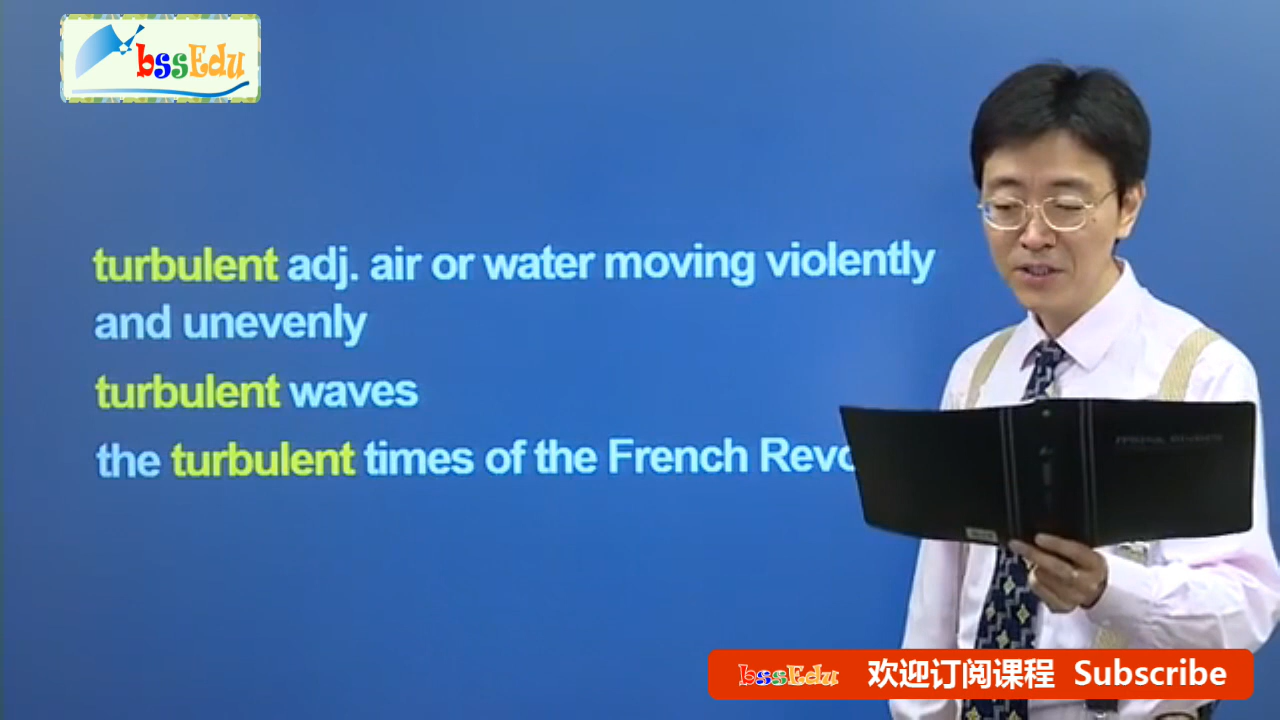 bssEdu
turbulent adj. air or water moving violently
and unevenly
turbulent waves
the turbulent times of the French
bssEdu 欢迎订阅课程 Subscribe